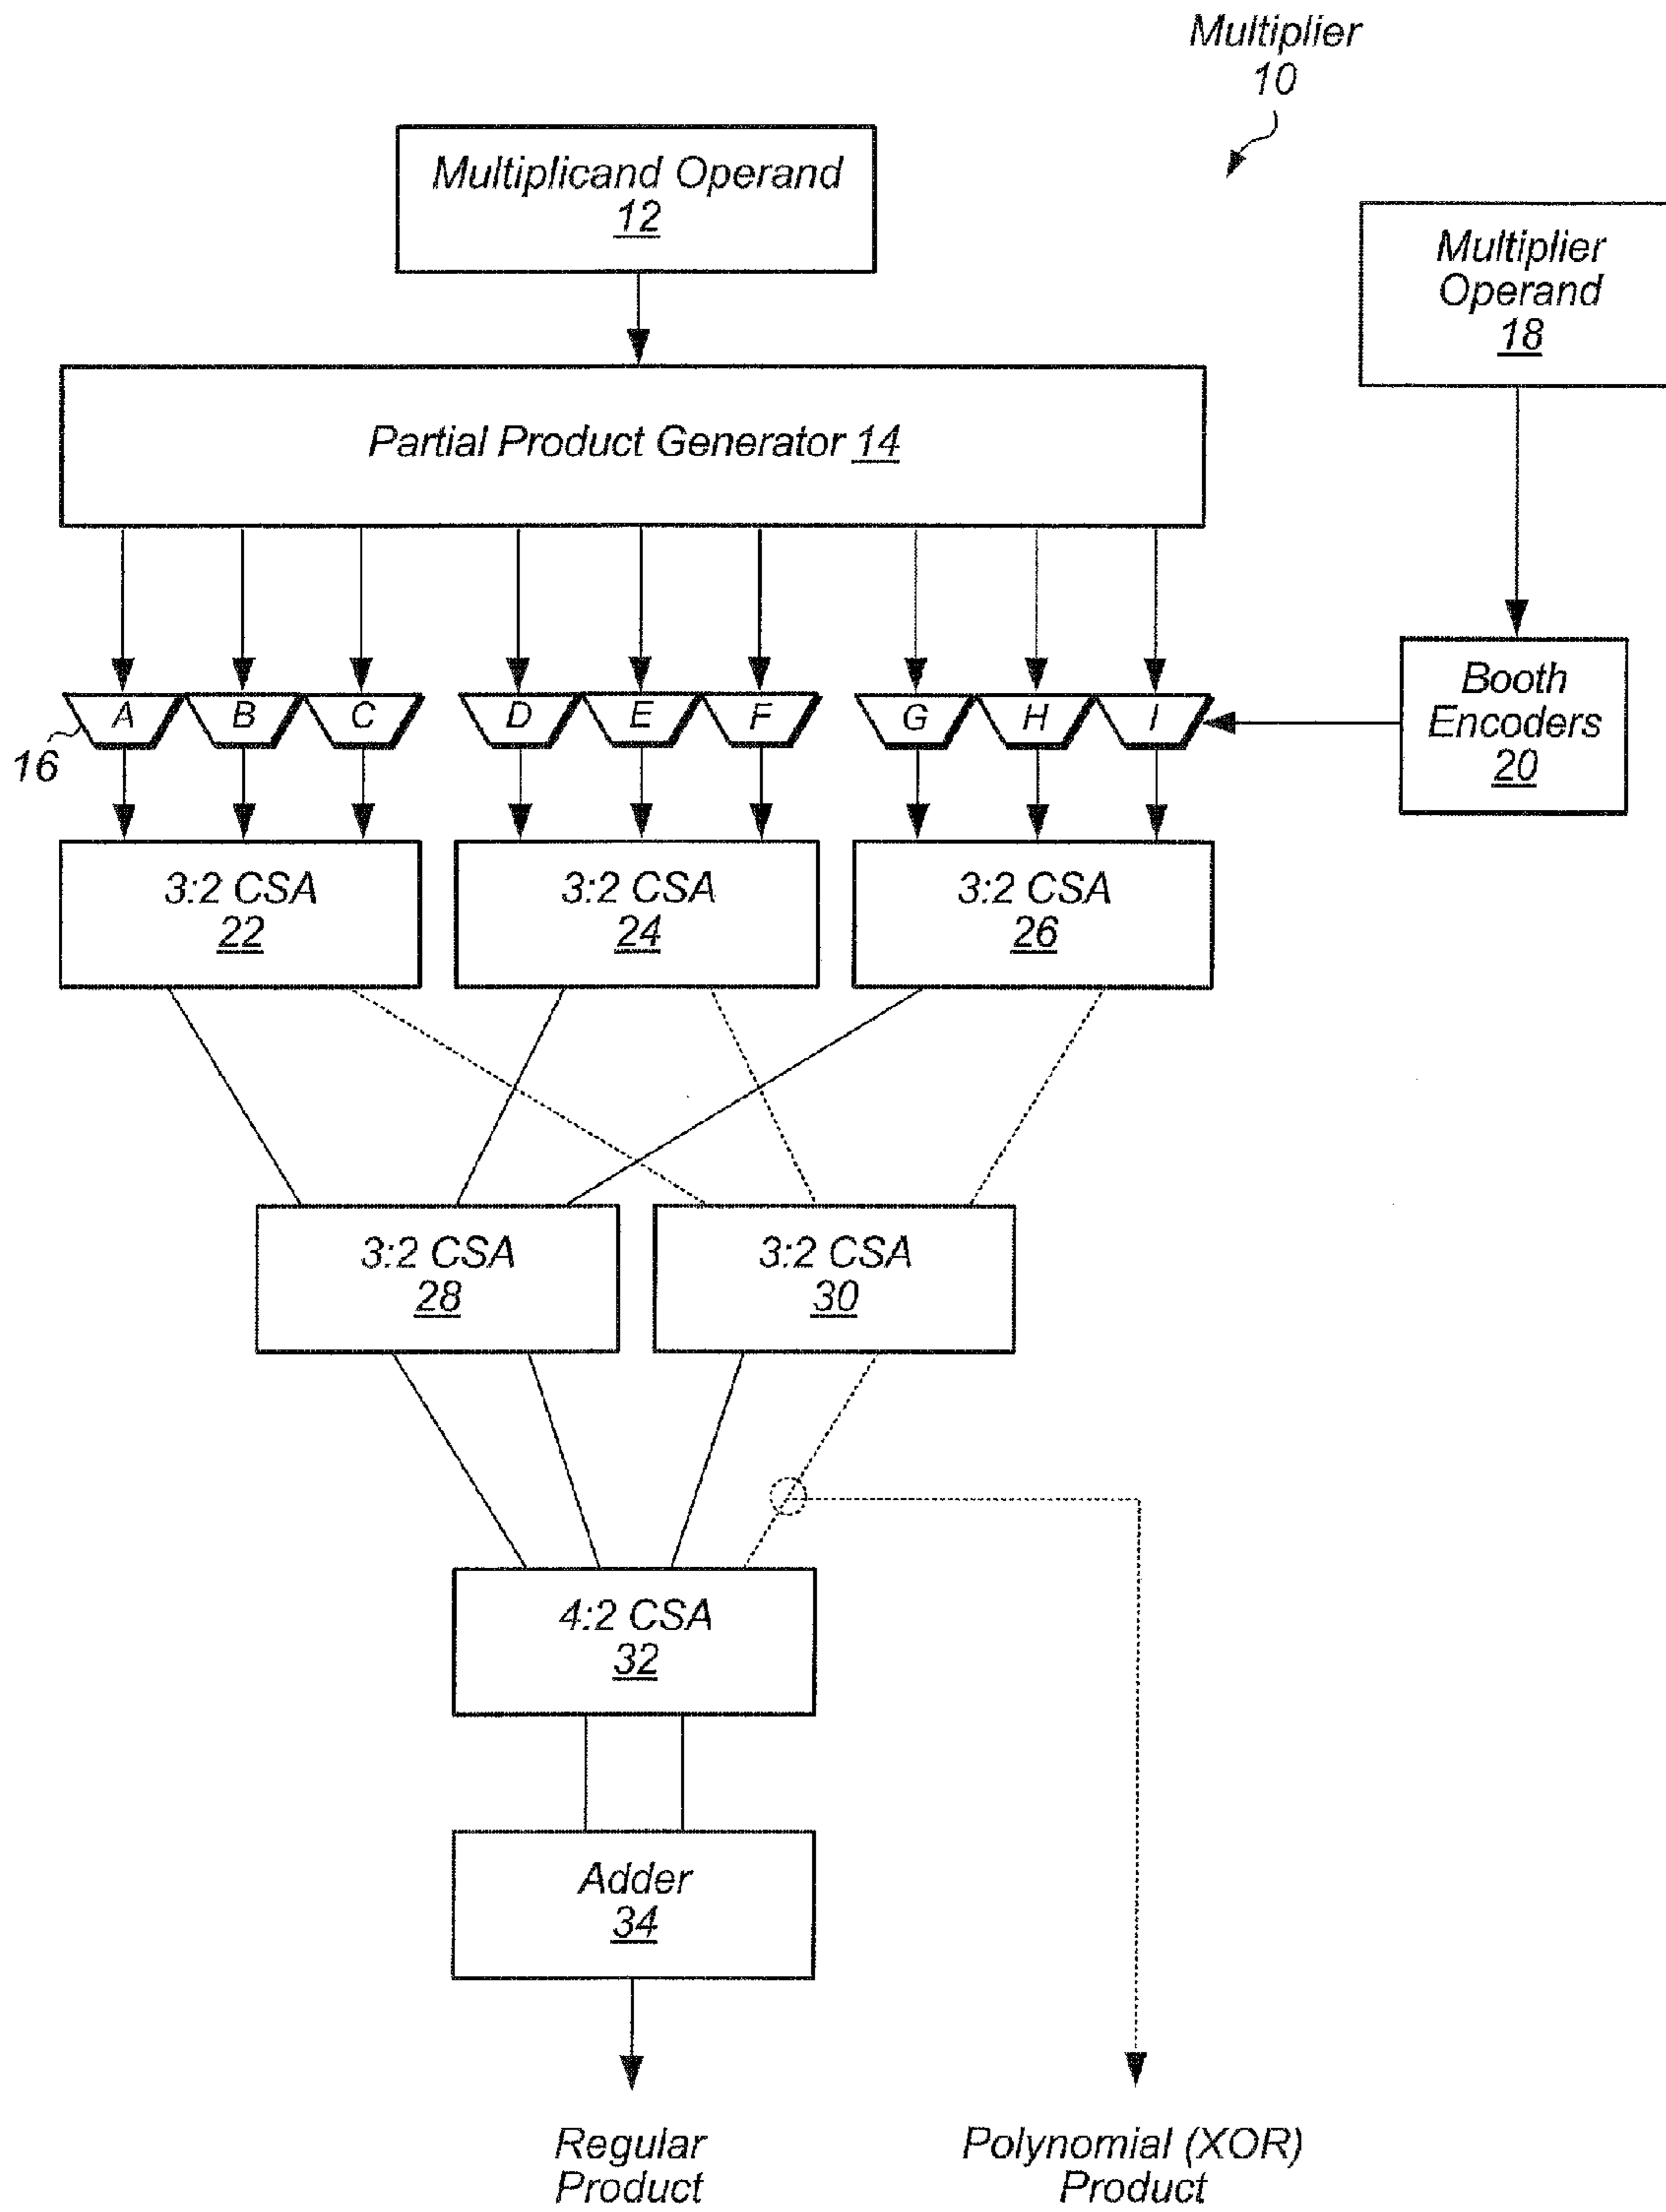 Multiplier
10
Multiplicand Operand
12
Multiplier
Operand
18
Partial Product Generator 14
A B C D E F G H I
16
Booth
Encoders
20
3:2 CSA
22
3:2 CSA
24
3:2 CSA
26
3:2 CSA
28
3:2 CSA
30
4:2 CSA
32
Adder
34
Regular
Product
Polynomial (XOR)
Product